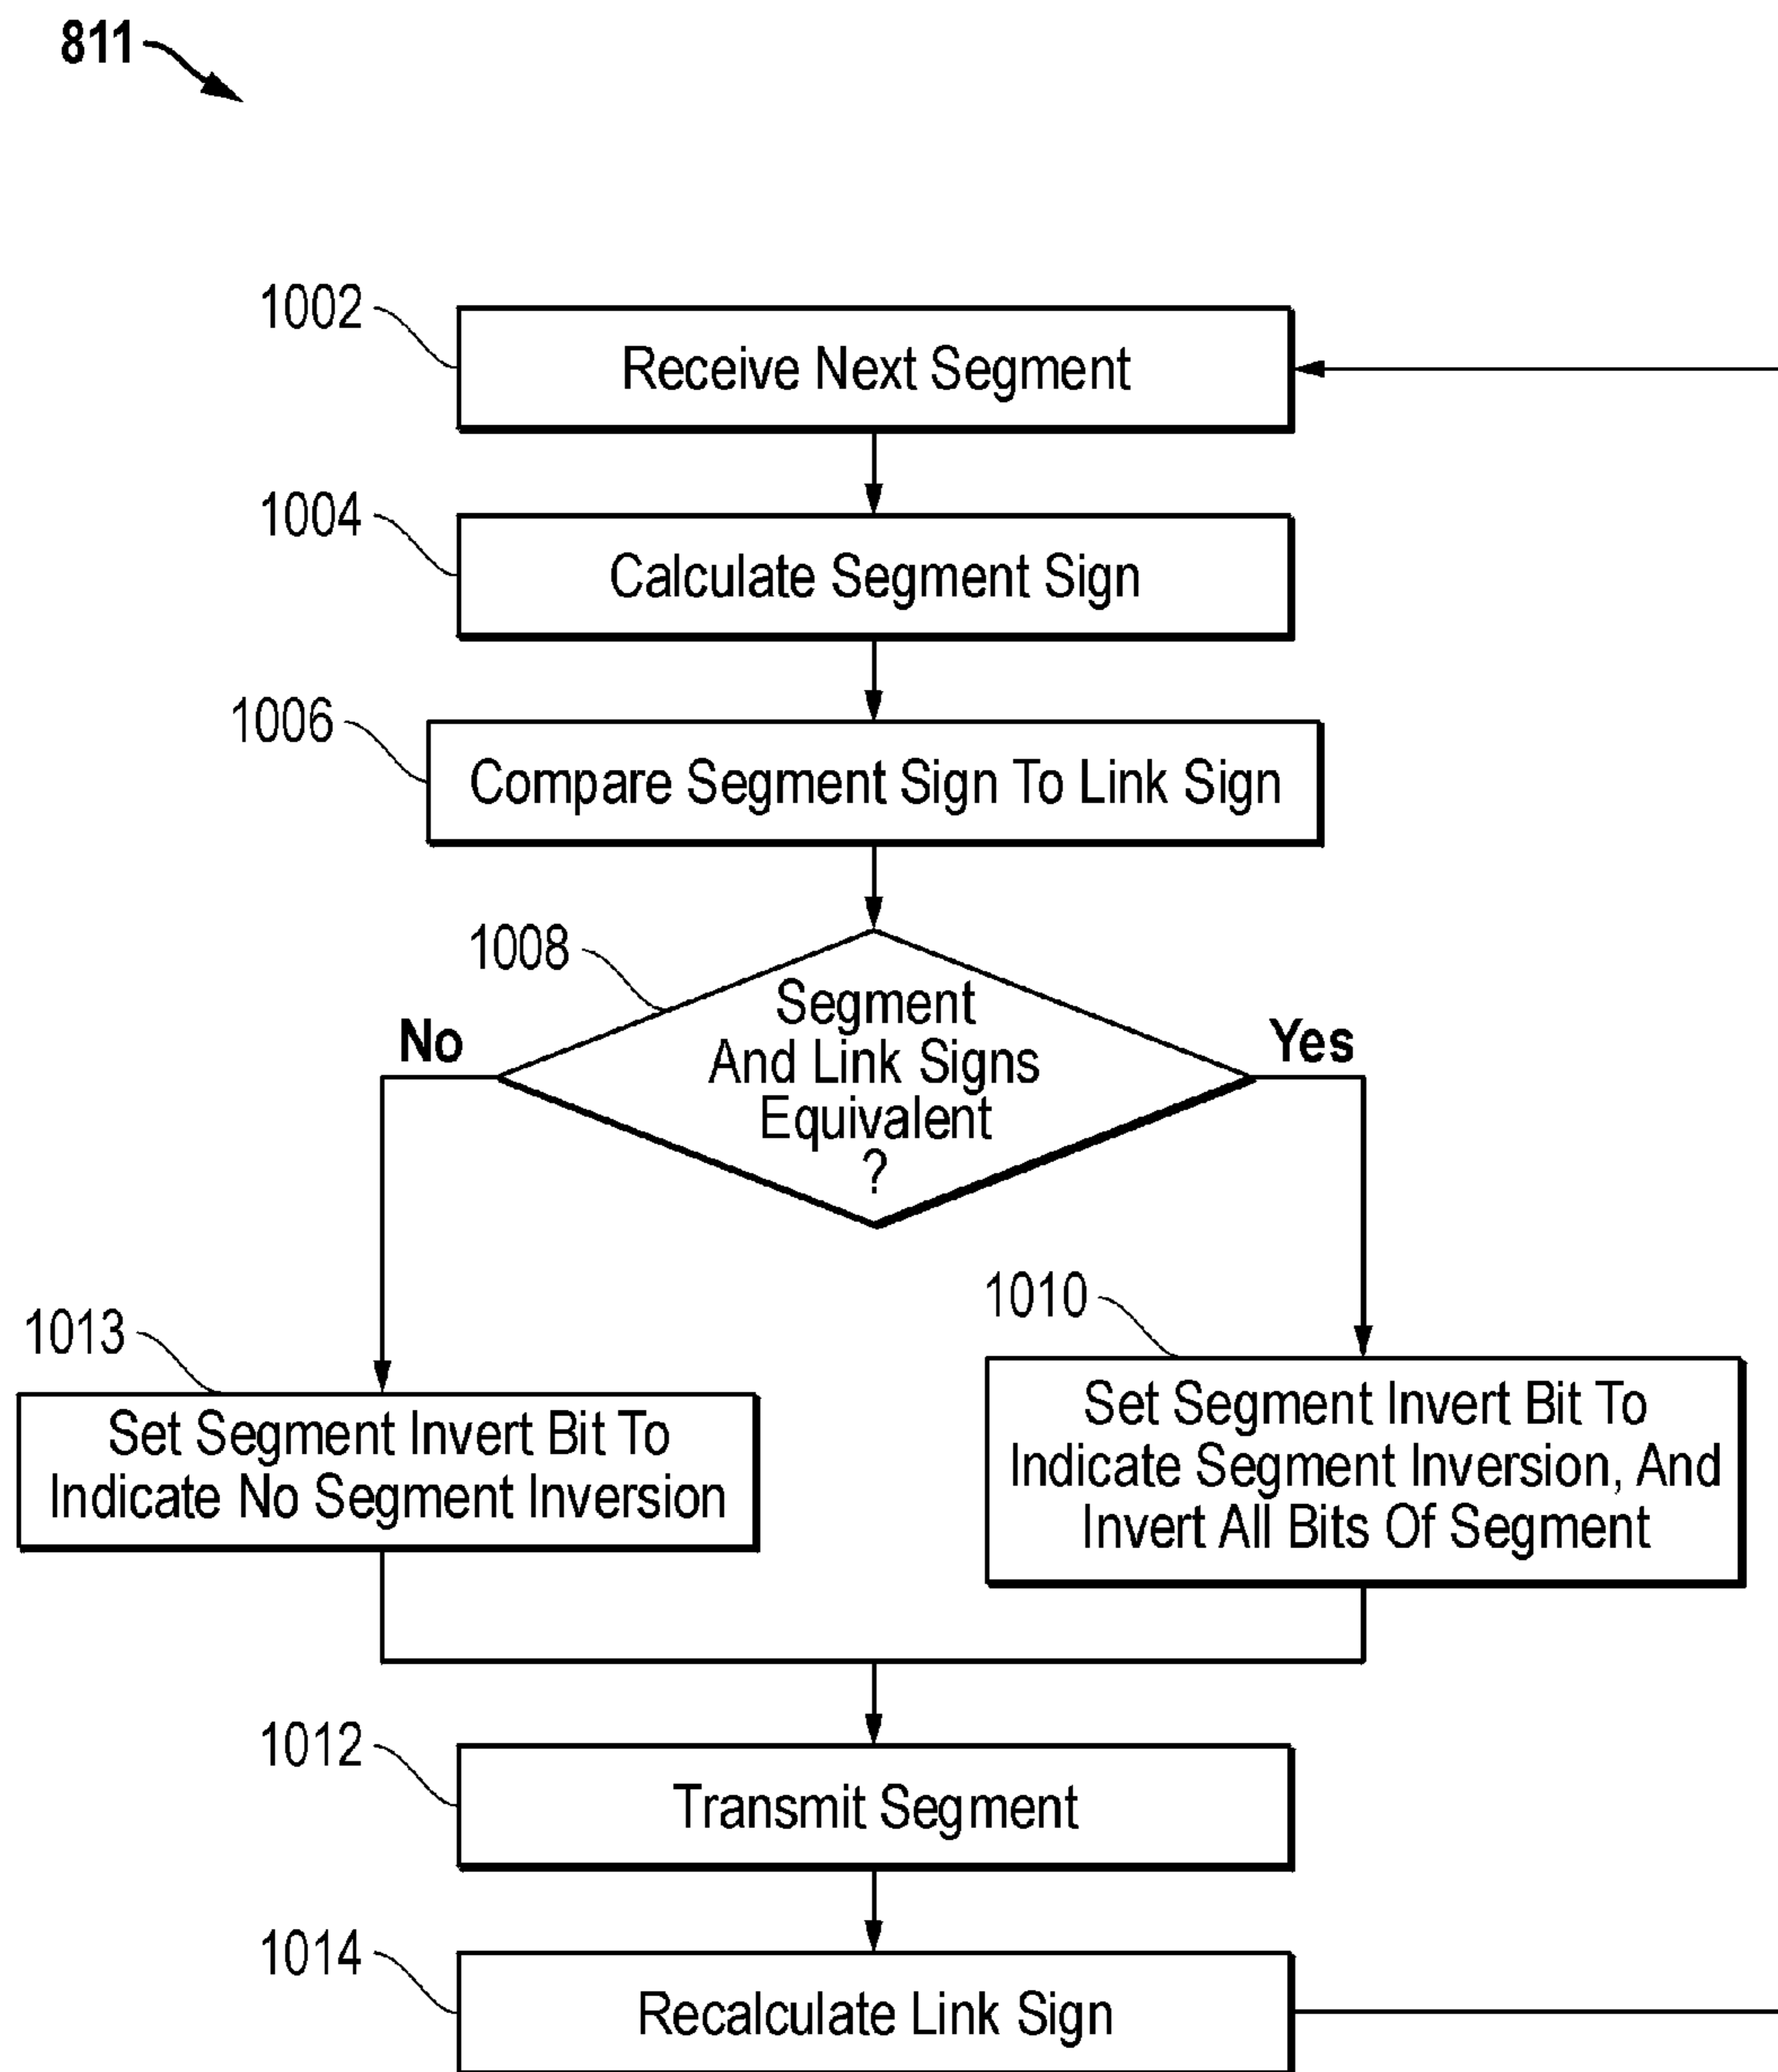 811
1002
Receive Next Segment
1004
Calculate Segment Sign
1006
Compare Segment Sign To Link Sign
1008
Segment
And Link Signs
Equivalent
?
No
Yes
1013
Set Segment Invert Bit To
Indicate No Segment Inversion
1010
Set Segment Invert Bit To
Indicate Segment Inversion, And
Invert All Bits Of Segment
1012
Transmit Segment
1014
Recalculate Link Sign